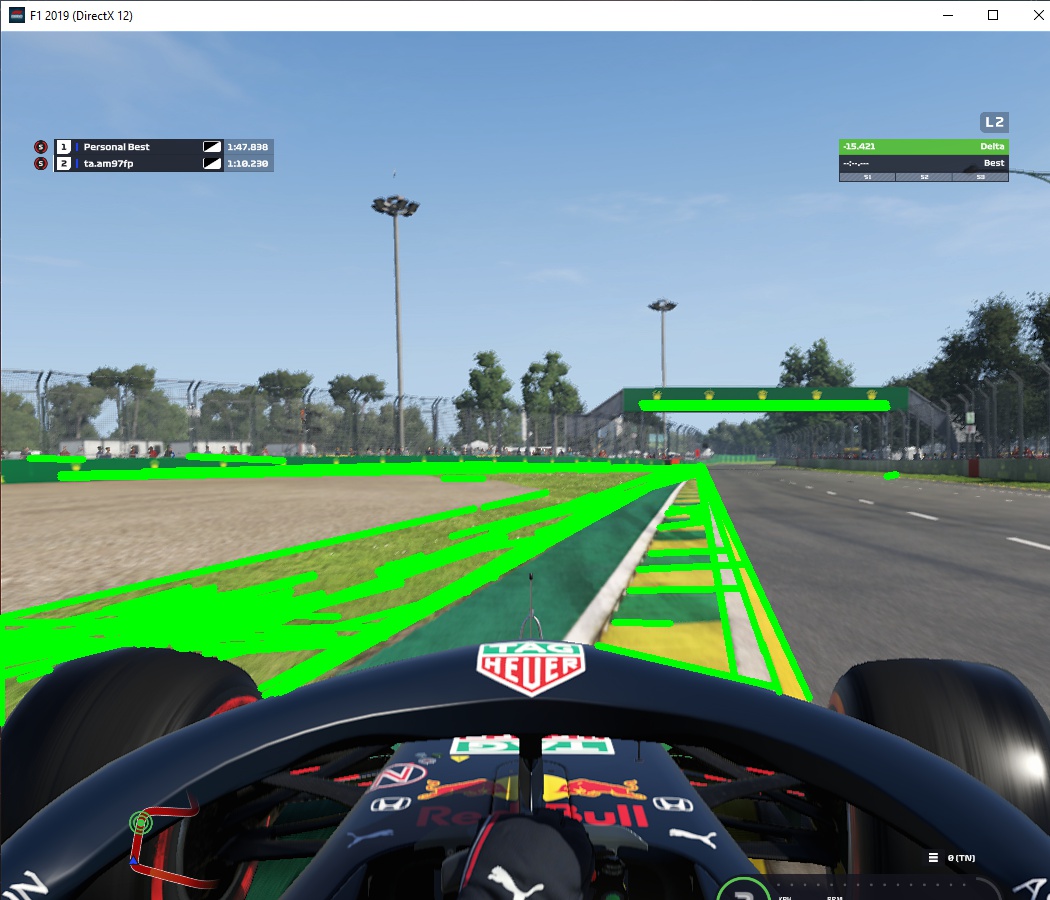 F1 2019 (DirectX 12)
L2
S 1 Personal Best 1:47.838
S 2 ta.am97fp 1:10.230
-15.421 Delta
--:--.--- Best
S1 S2 S3
TAG
HEUER
Red Bull
0 (TN)